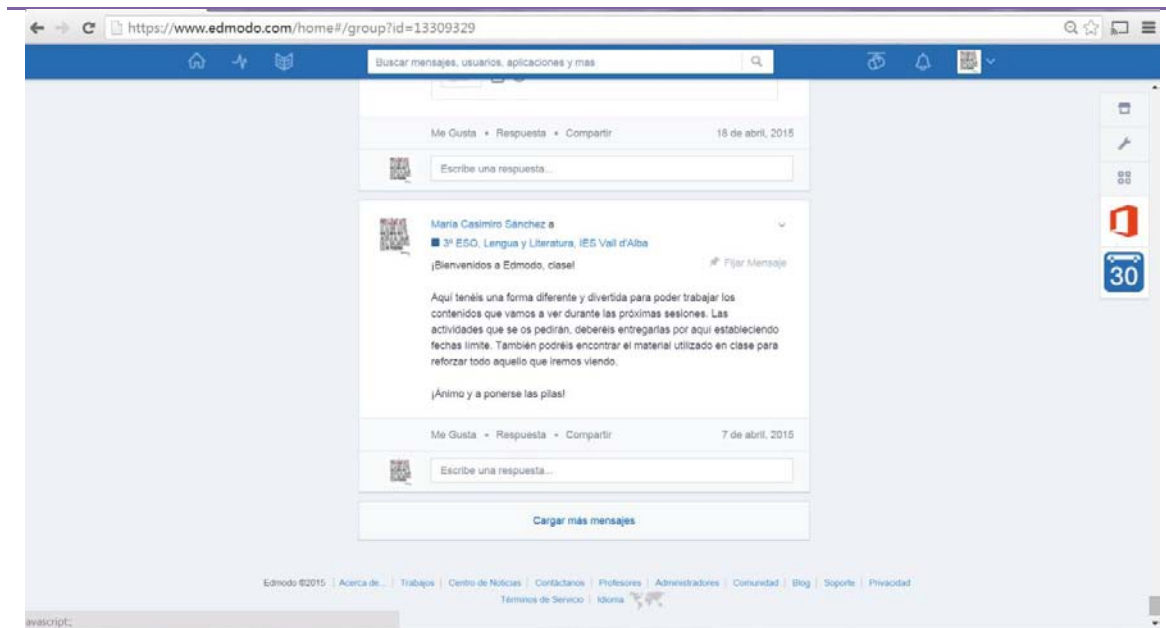 https://www.edmodo.com/home#/group?id=13309329
Buscar mensajes, usuarios, aplicaciones y mas
Me Gusta • Respuesta • Compartir 16 de abril, 2015
Escribe una respuesta...
María Casimiro Sánchez a
3º ESO, Lengua y Literatura, IES Vall d'Alba
¡Bienvenidos a Edmodo, clase! Fijar Mensaje
Aquí tenéis una forma diferente y divertida para poder trabajar los
contenidos que vamos a ver durante las próximas sesiones. Las
actividades que se os pedirán, deberéis entregarlas por aquí estableciendo
fechas límite. También podréis encontrar el material utilizado en clase para
reforzar todo aquello que iremos viendo.
¡Ánimo y a ponerse las pilas!
Me Gusta • Respuesta • Compartir 7 de abril, 2015
Escribe una respuesta...
Cargar más mensajes
30
Edmodo ©2015 | Acerca de... | Trabajos | Centro de Noticias | Contáctanos | Profesores | Administradores | Comunidad | Blog | Soporte | Privacidad
Términos de Servicio | Idioma
avascript:;